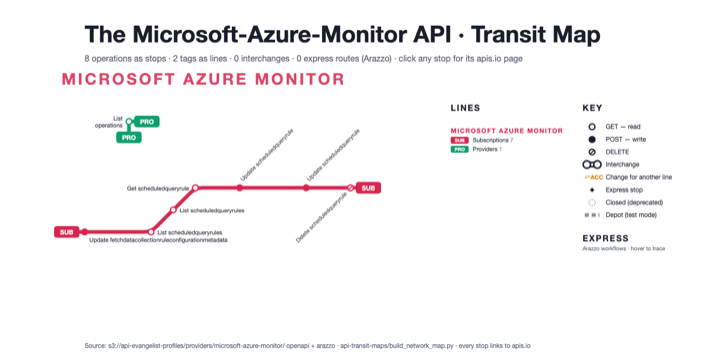 The Microsoft-Azure-Monitor API · Transit Map
8 operations as stops · 2 tags as lines · 0 interchanges · 0 express routes (Arazzo) · click any stop for its apis.io page
MICROSOFT AZURE MONITOR
List
operations
PRO
PRO
Update scheduledqueryrule
Update scheduledqueryrule
Get scheduledqueryrule
SUB
List scheduledqueryrules
Delete scheduledqueryrule
SUB
List scheduledqueryrules
Update fetchdatacollectionruleconfigurationmetadata
LINES
MICROSOFT AZURE MONITOR
SUB Subscriptions 7
PRO Providers 1
KEY
GET — read
POST — write
DELETE
Interchange
⇄ACG Change for another line
Express stop
Closed (deprecated)
Depot (test mode)
EXPRESS
Arazzo workflows · hover to trace
Source: s3://api-evangelist-profiles/providers/microsoft-azure-monitor/ openapi + arazzo · api-transit-maps/build_network_map.py · every stop links to apis.io